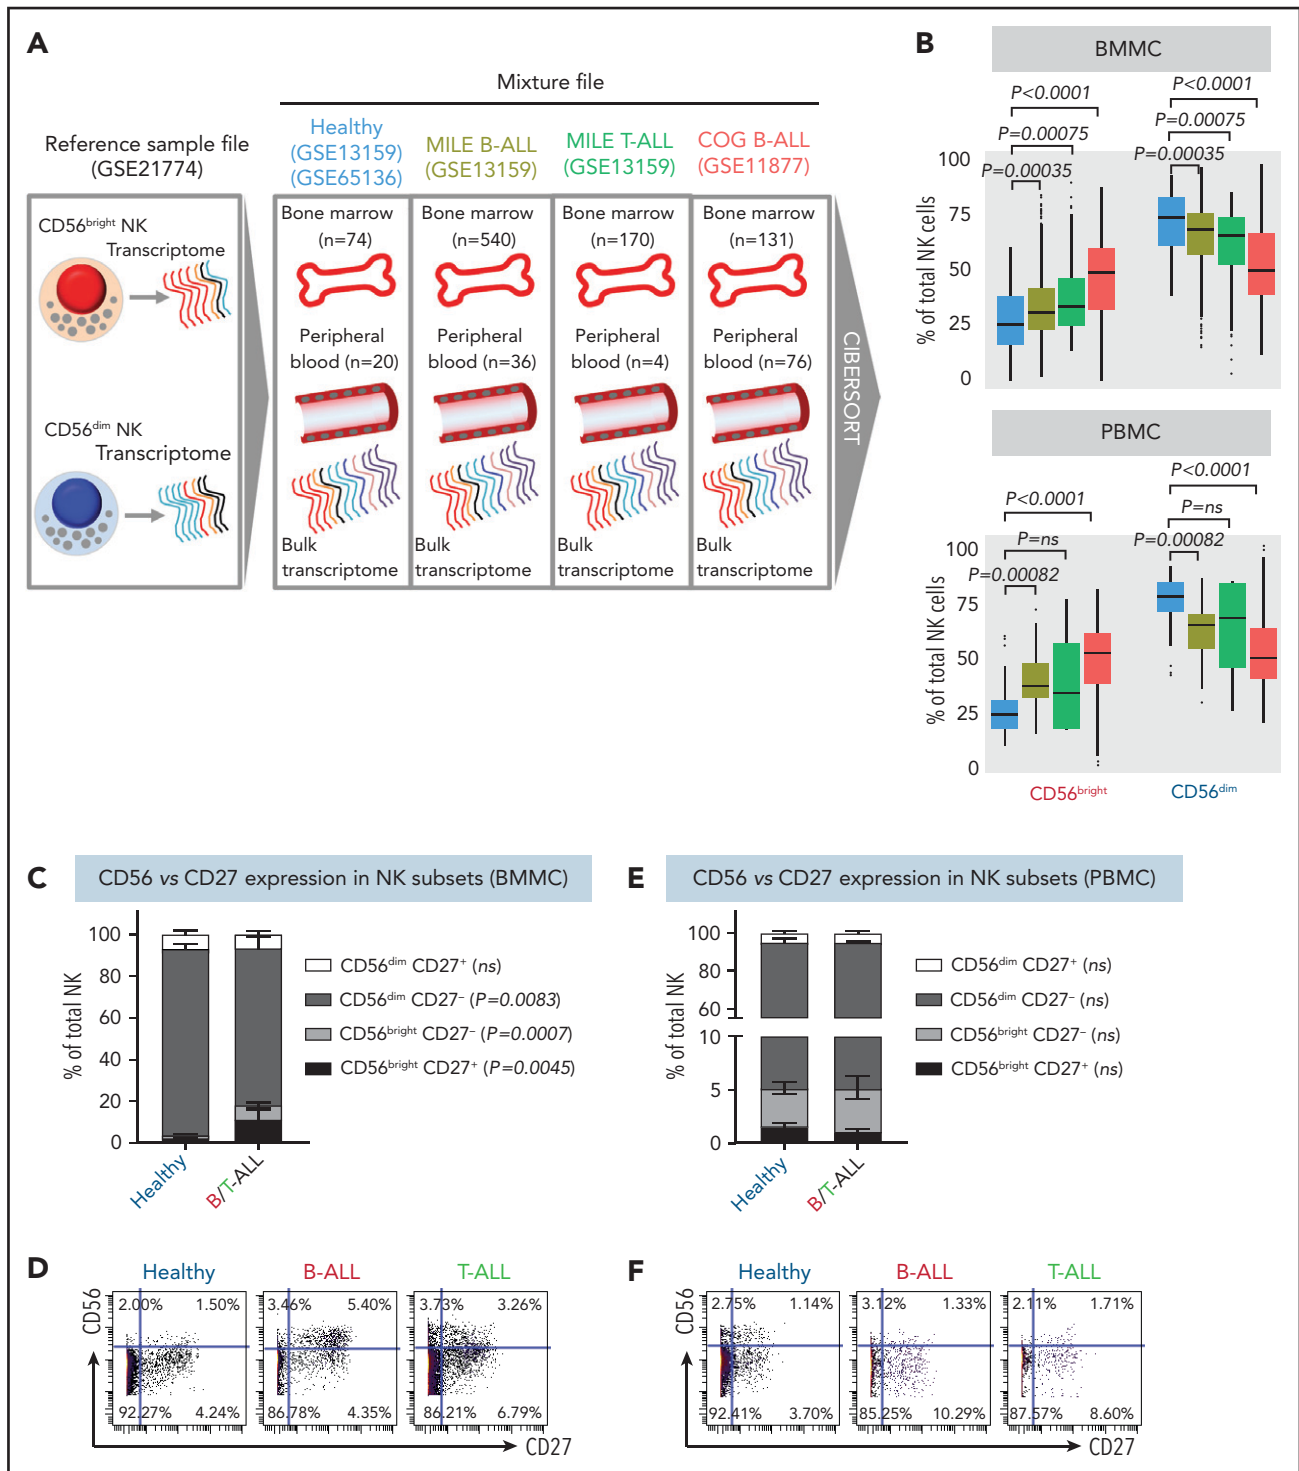 A
Mixture file
Reference sample file
(GSE21774)
Healthy
(GSE13159)
(GSE65136)
MILE B-ALL
(GSE13159)
MILE T-ALL
(GSE13159)
COG B-ALL
(GSE11877)
CD56bright NK
Transcriptome
CD56dim NK
Transcriptome
Bone marrow
(n=74)
Peripheral
blood (n=20)
Bulk
transcriptome
Bone marrow
(n=540)
Peripheral
blood (n=36)
Bulk
transcriptome
Bone marrow
(n=170)
Peripheral
blood (n=4)
Bulk
transcriptome
Bone marrow
(n=131)
Peripheral
blood (n=76)
Bulk
transcriptome
CIBERSORT
B
BMMC
P<0.0001
P=0.00075
P=0.00035
P<0.0001
P=0.00075
P=0.00035
% of total NK cells
100
75
50
25
0
PBMC
P<0.0001
P=ns
P=0.00082
P<0.0001
P=ns
P=0.00082
% of total NK cells
100
75
50
25
0
CD56bright
CD56dim
C
CD56 vs CD27 expression in NK subsets (BMMC)
% of total NK
100
80
60
40
20
0
Healthy
B/T-ALL
CD56dim CD27+ (ns)
CD56dim CD27− (P=0.0083)
CD56bright CD27− (P=0.0007)
CD56bright CD27+ (P=0.0045)
E
CD56 vs CD27 expression in NK subsets (PBMC)
% of total NK
100
80
60
10
5
0
Healthy
B/T-ALL
CD56dim CD27+ (ns)
CD56dim CD27− (ns)
CD56bright CD27− (ns)
CD56bright CD27+ (ns)
D
Healthy
B-ALL
T-ALL
CD56
2.00% 1.50%
92.27% 4.24%
3.46% 5.40%
86.78% 4.35%
3.73% 3.26%
86.21% 6.79%
CD27
F
Healthy
B-ALL
T-ALL
CD56
2.75% 1.14%
92.41% 3.70%
3.12% 1.33%
85.25% 10.29%
2.11% 1.71%
87.57% 8.60%
CD27